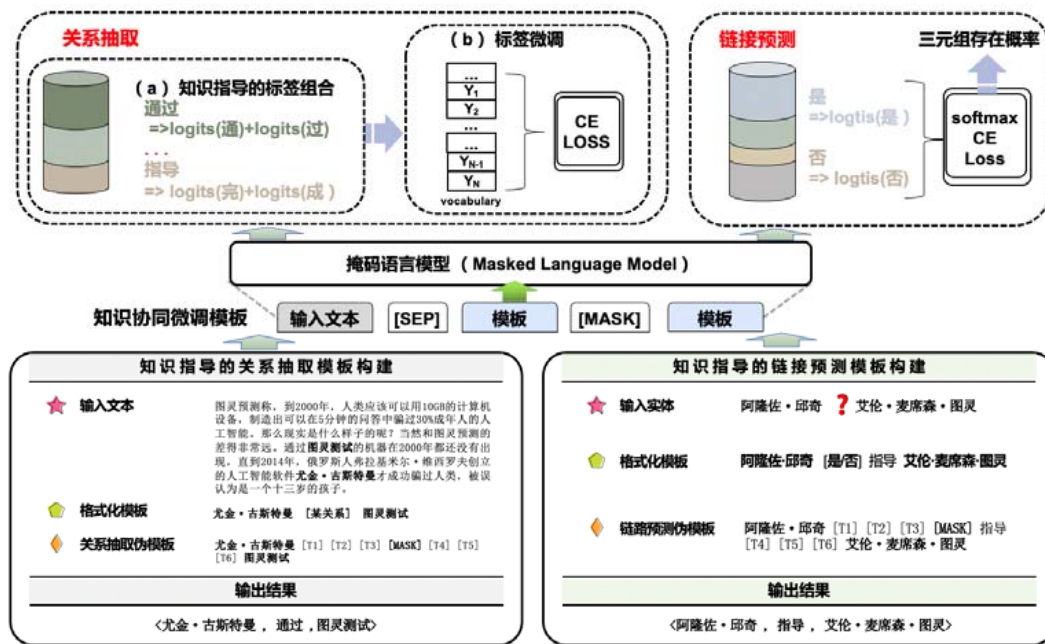 关系抽取
(a) 知识指导的标签组合
通过
=>logits(通)+logits(过)
...
指导
=> logits(完)+logits(成)
(b) 标签微调
...
Y1
Y2
...
...
YN-1
YN
vocabulary
CE
LOSS
链接预测
三元组存在概率
是
=>logtis(是)
否
=> logtis(否)
softmax
CE
Loss
掩码语言模型 (Masked Language Model)
知识协同微调模板
输入文本
[SEP]
模板
[MASK]
模板
知识指导的关系抽取模板构建
输入文本
图灵预测称，到2000年，人类应该可以用10GB的计算机
设备，制造出可以在5分钟的问答中骗过30%成年人的人
工智能。那么现实是什么样子的呢？当然和图灵预测的
差得非常远。通过图灵测试的机器在2000年都还没有出
现，直到2014年，俄罗斯人弗拉基米尔·维西罗夫创立
的人工智能软件尤金·古斯特曼才成功骗过人类，被误
认为是一个十三岁的孩子。
格式化模板
尤金·古斯特曼 [某关系] 图灵测试
关系抽取伪模板
尤金·古斯特曼 [T1] [T2] [T3] [MASK] [T4] [T5]
[T6] 图灵测试
输出结果
<尤金·古斯特曼，通过，图灵测试>
知识指导的链接预测模板构建
输入实体
阿隆佐·邱奇 ? 艾伦·麦席森·图灵
格式化模板
阿隆佐·邱奇 [是/否] 指导 艾伦·麦席森·图灵
链路预测伪模板
阿隆佐·邱奇 [T1] [T2] [T3] [MASK] 指导
[T4] [T5] [T6] 艾伦·麦席森·图灵
输出结果
<阿隆佐·邱奇，指导，艾伦·麦席森·图灵>